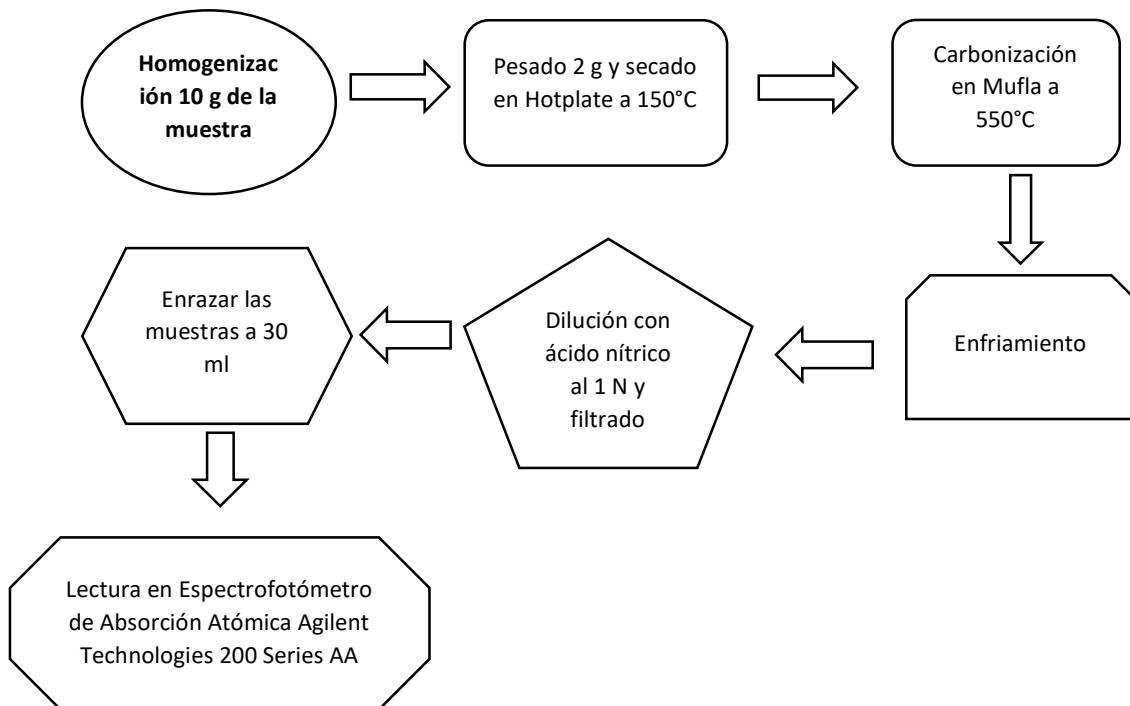 Homogenizac
ión 10 g de la
muestra
Pesado 2 g y secado
en Hotplate a 150°C
Carbonización
en Mufla a
550°C
Enfriamiento
Dilución con
ácido nítrico
al 1 N y
filtrado
Enrazar las
muestras a 30
ml
Lectura en Espectrofotómetro
de Absorción Atómica Agilent
Technologies 200 Series AA